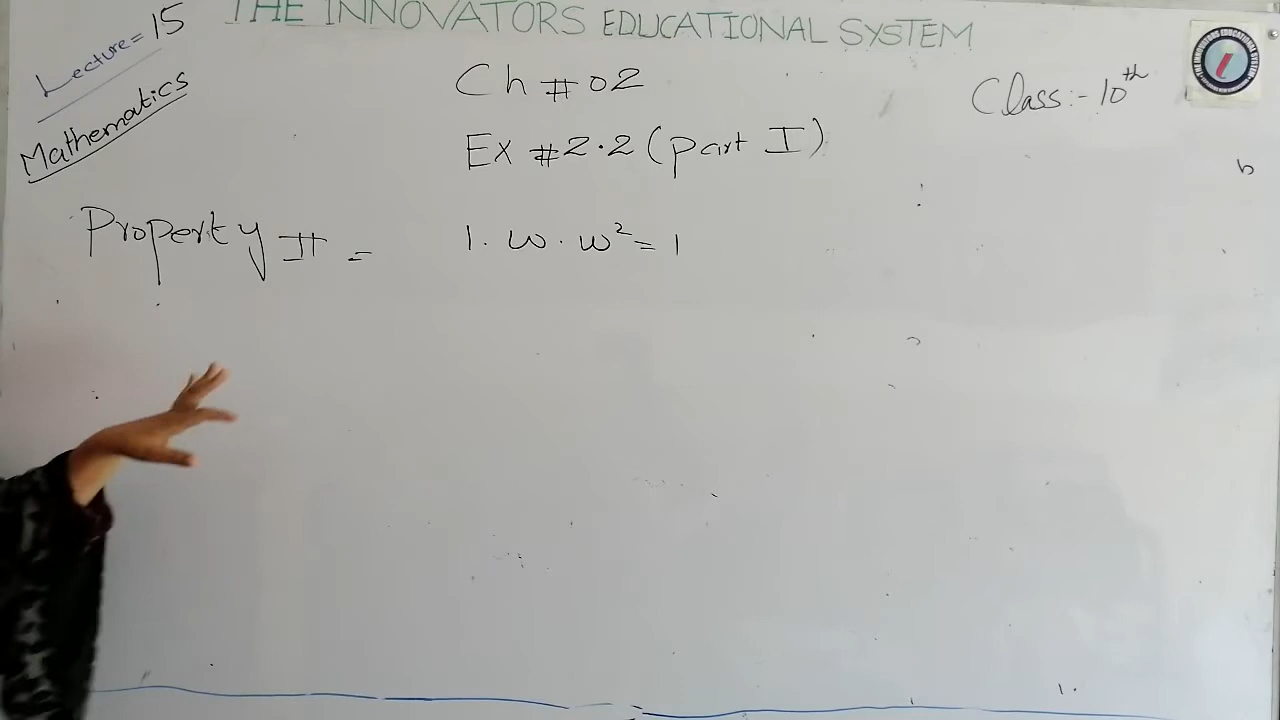 THE INNOVATORS EDUCATIONAL SYSTEM
Lecture = 15
Mathematics
Ch # 02
Class:- 10th
Ex # 2.2 (Part I)
b
Property II = 1. ω. ω² = 1